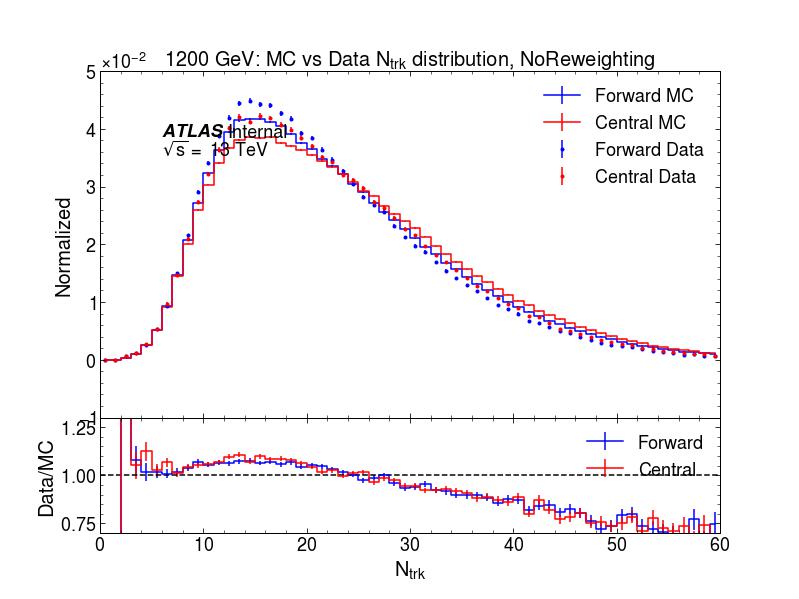 1200 GeV: MC vs Data N_trk distribution, NoReweighting
×10⁻²
5
4
3
2
1
0
−1
Normalized
ATLAS Internal
√s = 13 TeV
Forward MC
Central MC
Forward Data
Central Data
1.25
1.00
0.75
Data/MC
Forward
Central
0 10 20 30 40 50 60
N_trk